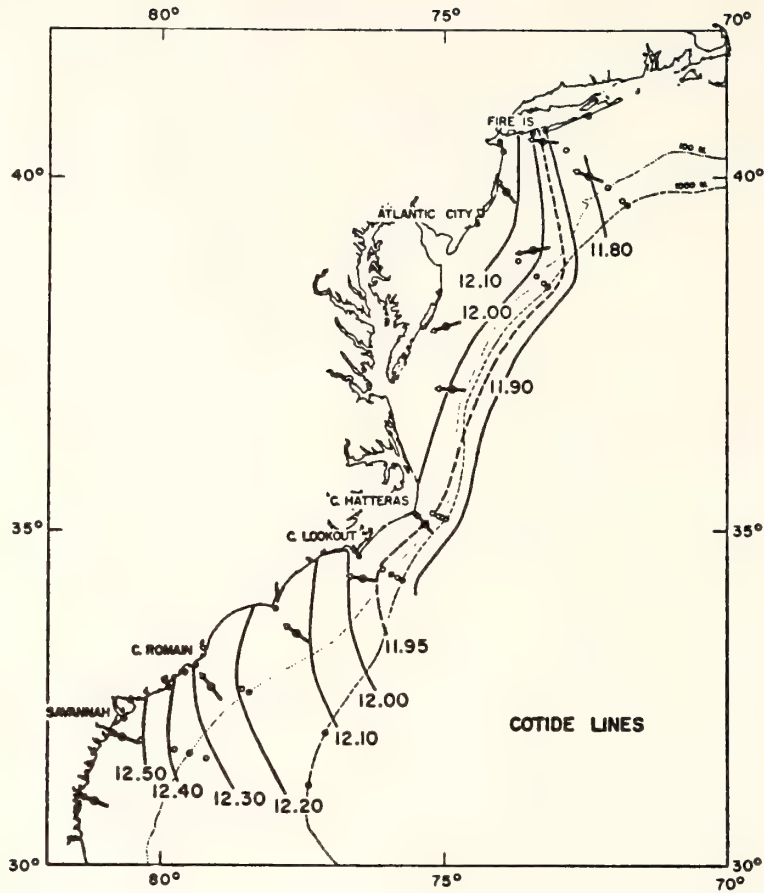 80°
75°
70°
FIRE IS
100 M.
40°
40°
1000 M.
ATLANTIC CITY
11.80
12.10
12.00
11.90
C. HATTERAS
35°
35°
C. LOOKOUT
11.95
C. ROMAIN
12.00
SAVANNAH
12.10
COTIDE LINES
12.50
12.40
12.30
12.20
30°
30°
80°
75°
70°